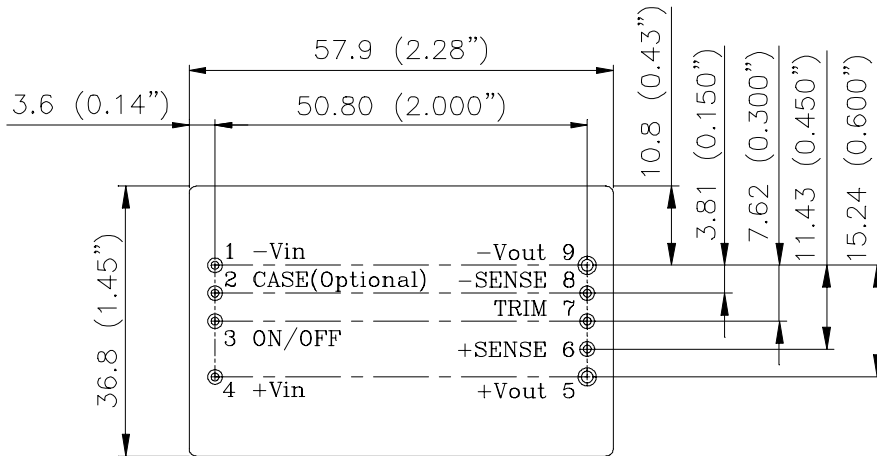 57.9 (2.28”)
3.6 (0.14”)
50.80 (2.000”)
10.8 (0.43”)
3.81 (0.150”)
7.62 (0.300”)
11.43 (0.450”)
15.24 (0.600”)
36.8 (1.45”)
1 −Vin
−Vout 9
2 CASE(Optional)
−SENSE 8
TRIM 7
3 ON/OFF
+SENSE 6
4 +Vin
+Vout 5